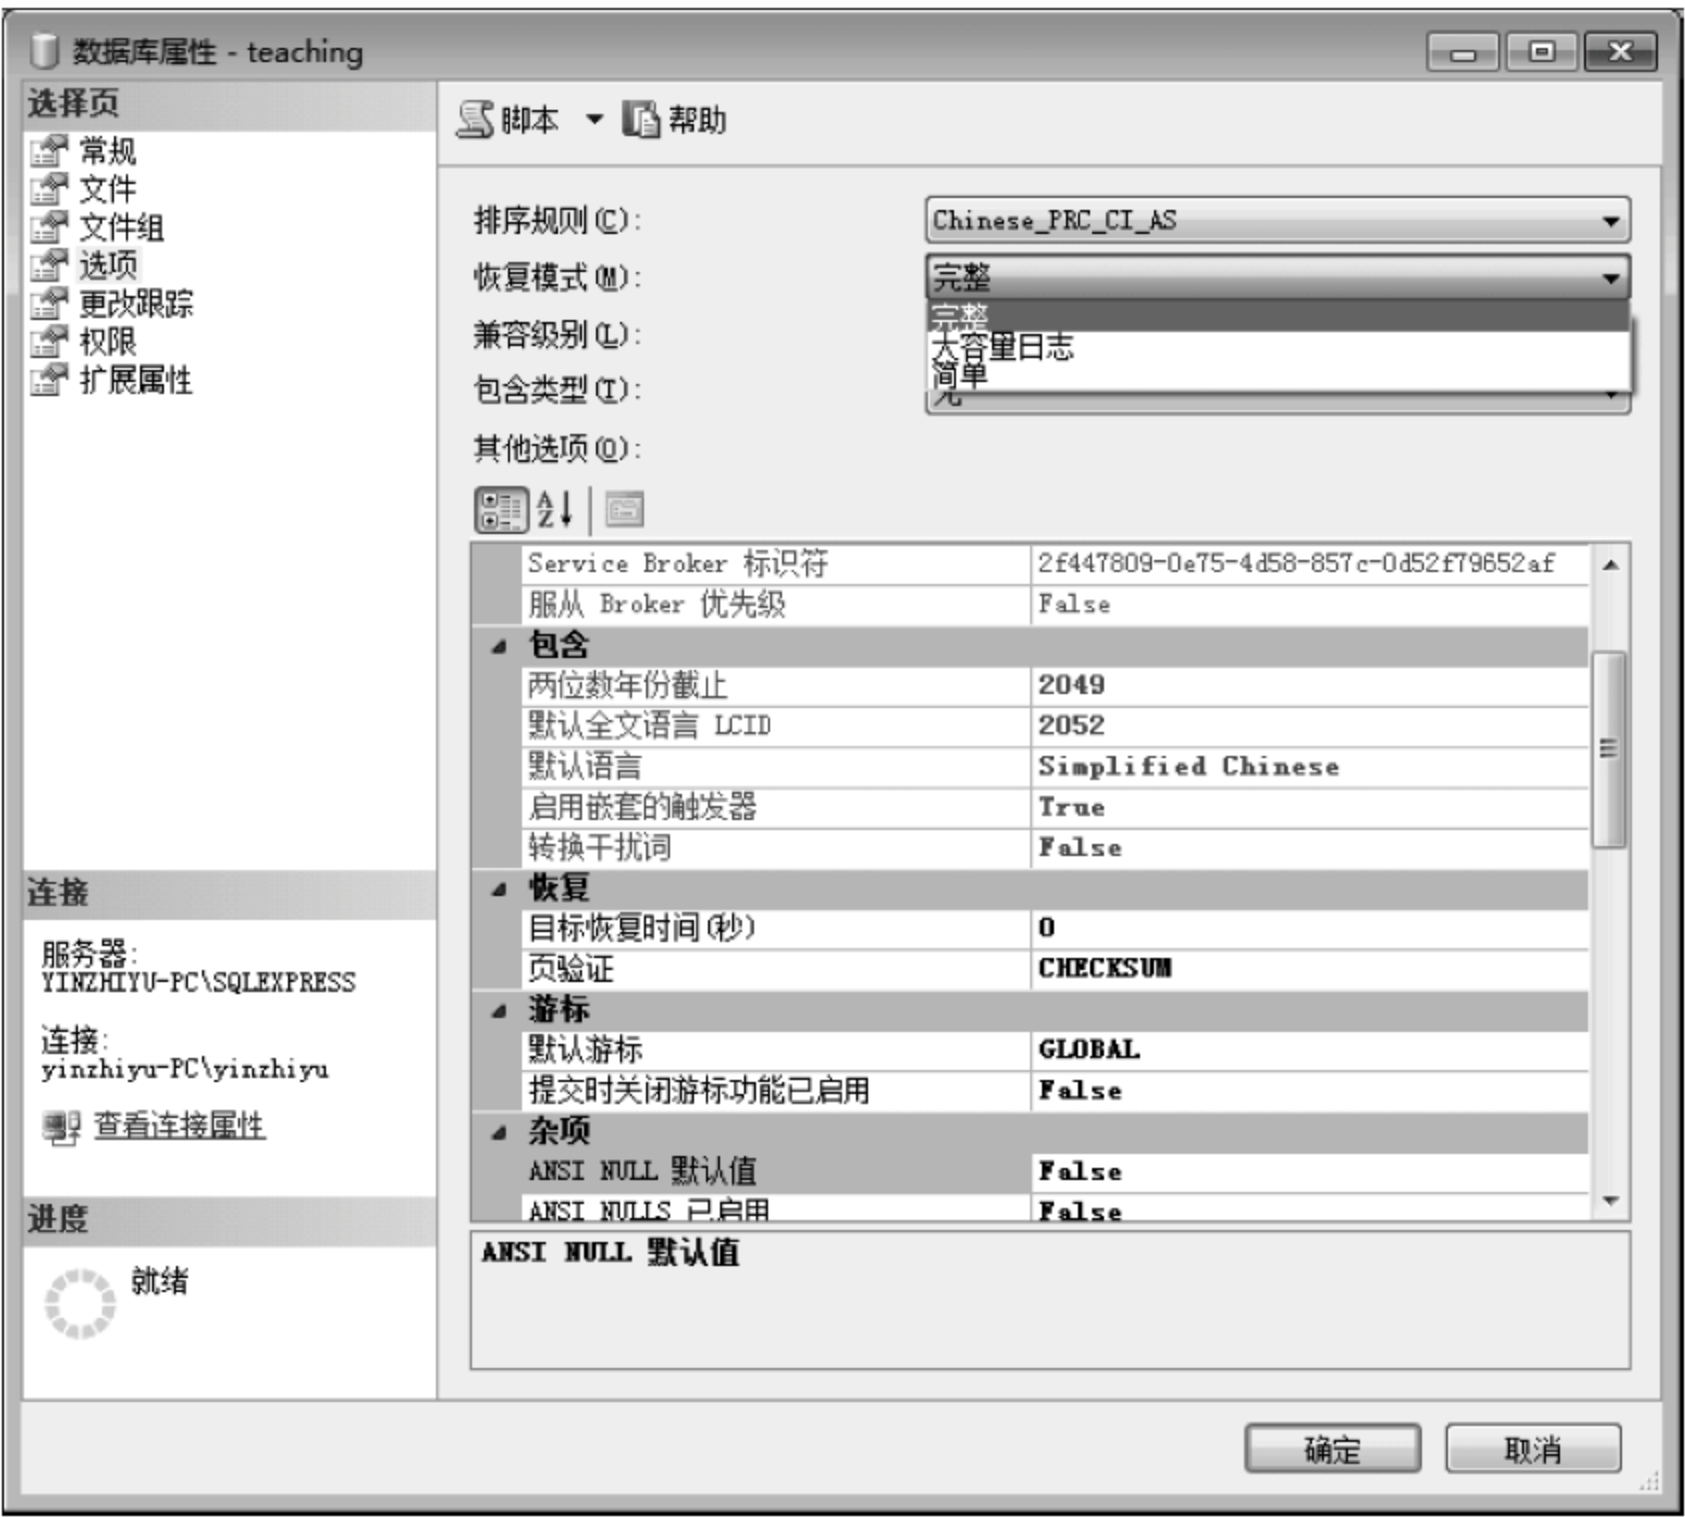 数据库属性 - teaching
选择页
常规
文件
文件组
选项
更改跟踪
权限
扩展属性
脚本 帮助
排序规则(C): Chinese_PRC_CI_AS
恢复模式(M): 完整
完整
大容量日志
简单
兼容级别(L):
包含类型(T): 无
其他选项(O):
Service Broker 标识符 2f447809-0e75-4d58-857c-0d52f79652af
服从 Broker 优先级 False
包含
两位数年份截止 2049
默认全文语言 LCID 2052
默认语言 Simplified Chinese
启用嵌套的触发器 True
转换干扰词 False
恢复
目标恢复时间(秒) 0
页验证 CHECKSUM
游标
默认游标 GLOBAL
提交时关闭游标功能已启用 False
杂项
ANSI NULL 默认值 False
ANSI NULLS 已启用 False
ANSI NULL 默认值
连接
服务器:
YINZHIYU-PC\SQLEXPRESS
连接:
yinzhiyu-PC\yinzhiyu
查看连接属性
进度
就绪
确定 取消